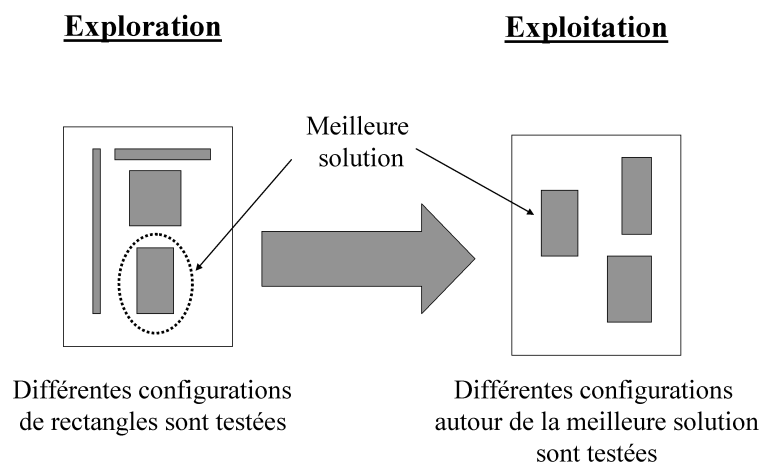 Exploration
Exploitation
Meilleure
solution
Différentes configurations
de rectangles sont testées
Différentes configurations
autour de la meilleure solution
sont testées